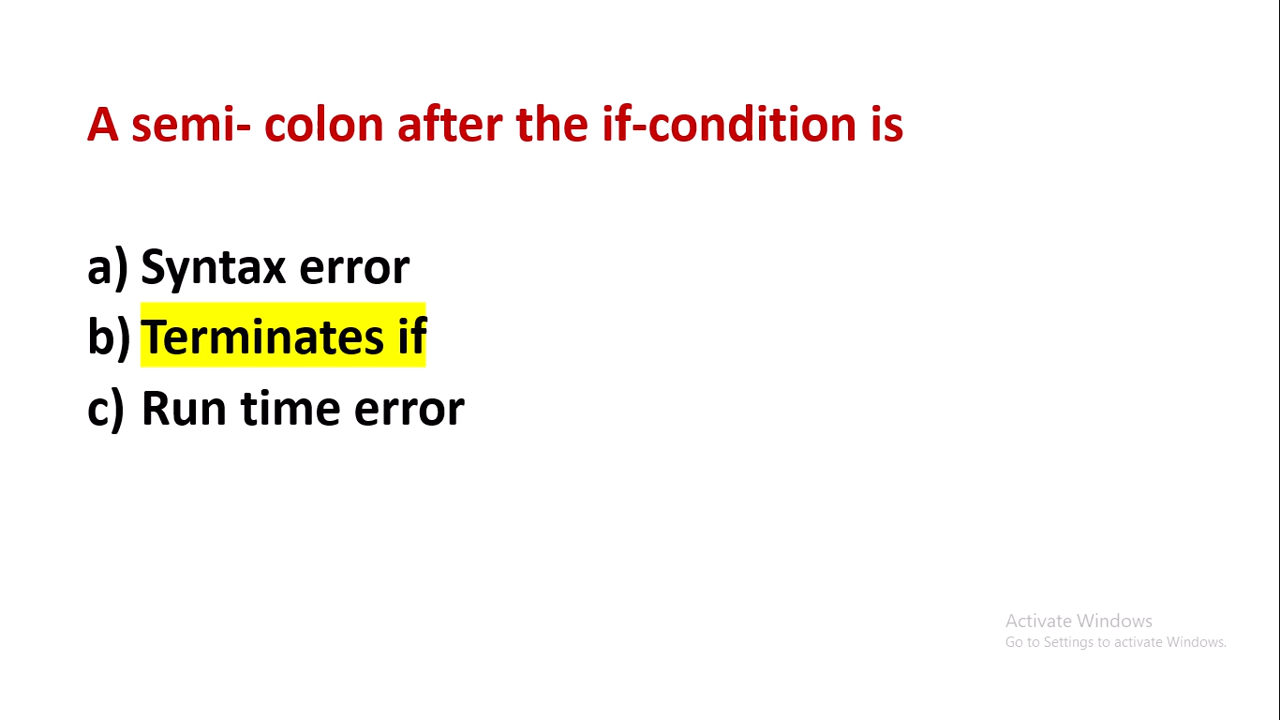 A semi- colon after the if-condition is
a) Syntax error
b) Terminates if
c) Run time error
Activate Windows
Go to Settings to activate Windows.